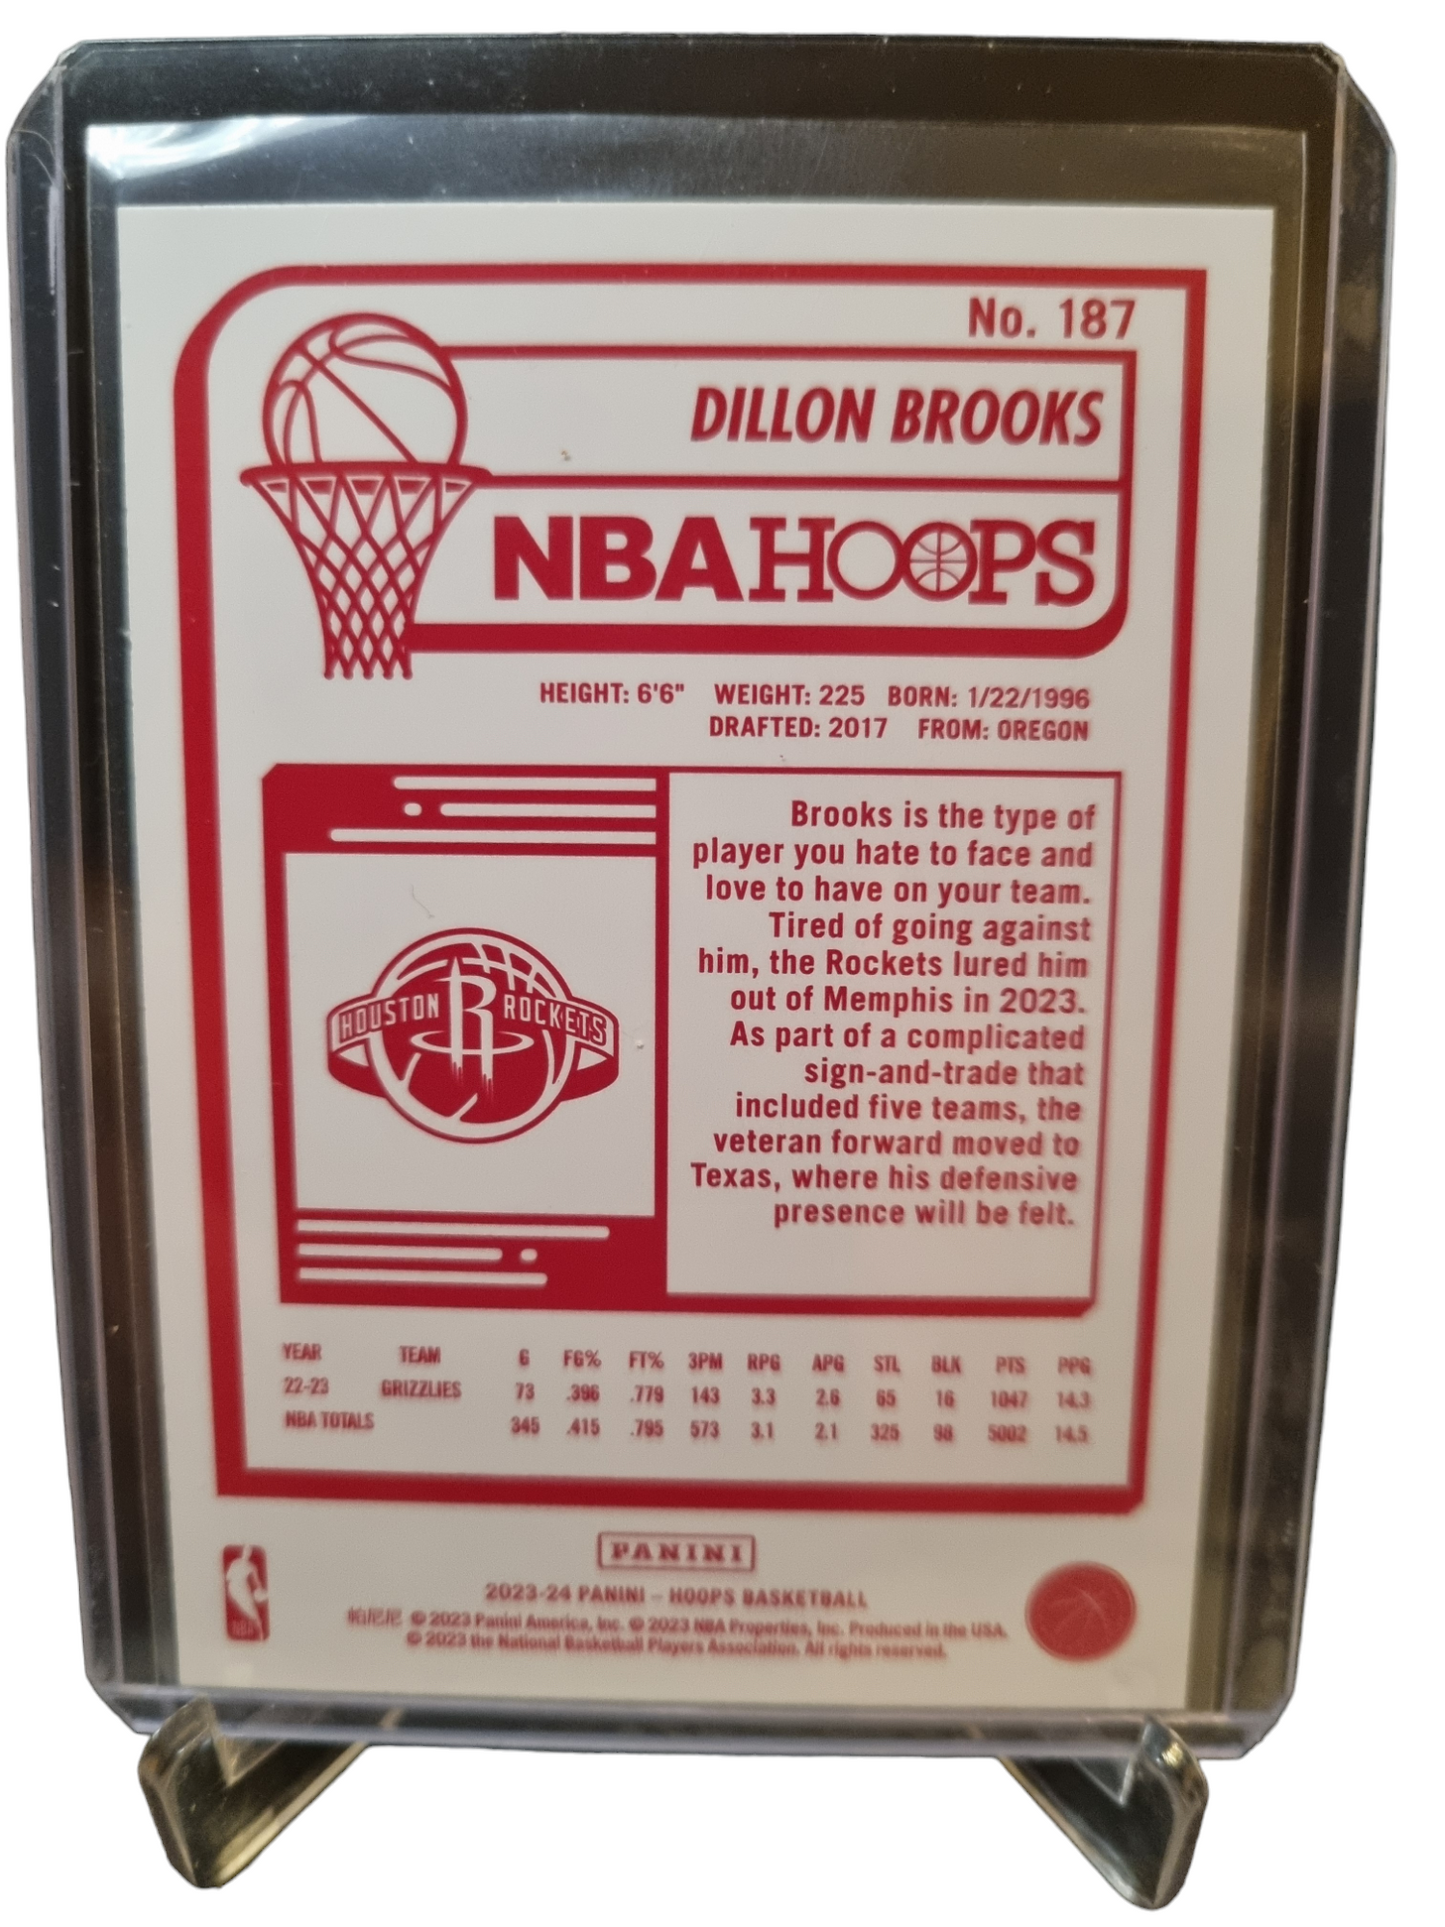 No. 187
DILLON BROOKS
NBA HOOPS
HEIGHT: 6'6" WEIGHT: 225 BORN: 1/22/1996
DRAFTED: 2017 FROM: OREGON
Brooks is the type of
player you hate to face and
love to have on your team.
Tired of going against
him, the Rockets lured him
out of Memphis in 2023.
As part of a complicated
sign-and-trade that
included five teams, the
veteran forward moved to
Texas, where his defensive
presence will be felt.
HOUSTON R ROCKETS
YEAR TEAM G FG% FT% 3PM RPG APG STL BLK PTS PPG
22-23 GRIZZLIES 73 .396 .779 143 3.3 2.6 65 16 1047 14.3
NBA TOTALS 345 .415 .795 573 3.1 2.1 325 98 5002 14.5
PANINI
2023-24 PANINI – HOOPS BASKETBALL
帕尼尼 © 2023 Panini America, Inc. © 2023 NBA Properties, Inc. Produced in the USA.
© 2023 the National Basketball Players Association. All rights reserved.
NBA